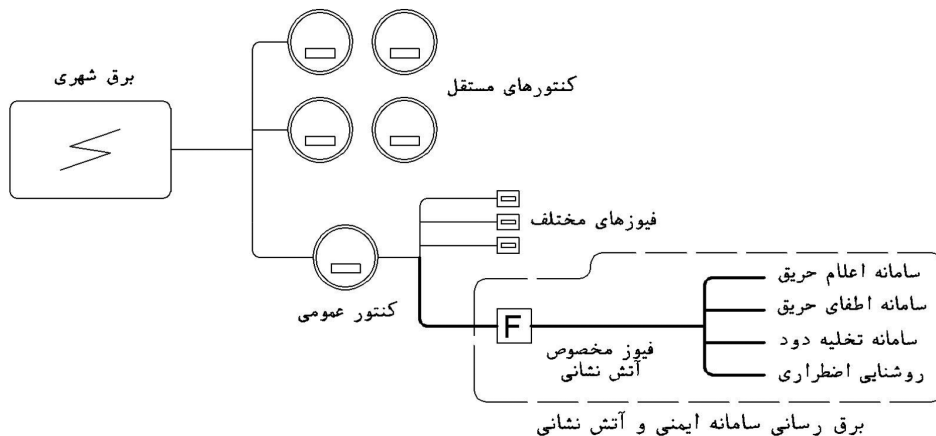 برق شهری
کنتورهای مستقل
فیوزهای مختلف
کنتور عمومی
F
فیوز مخصوص
آتش نشانی
سامانه اعلام حریق
سامانه اطفای حریق
سامانه تخلیه دود
روشنایی اضطراری
برق رسانی سامانه ایمنی و آتش نشانی